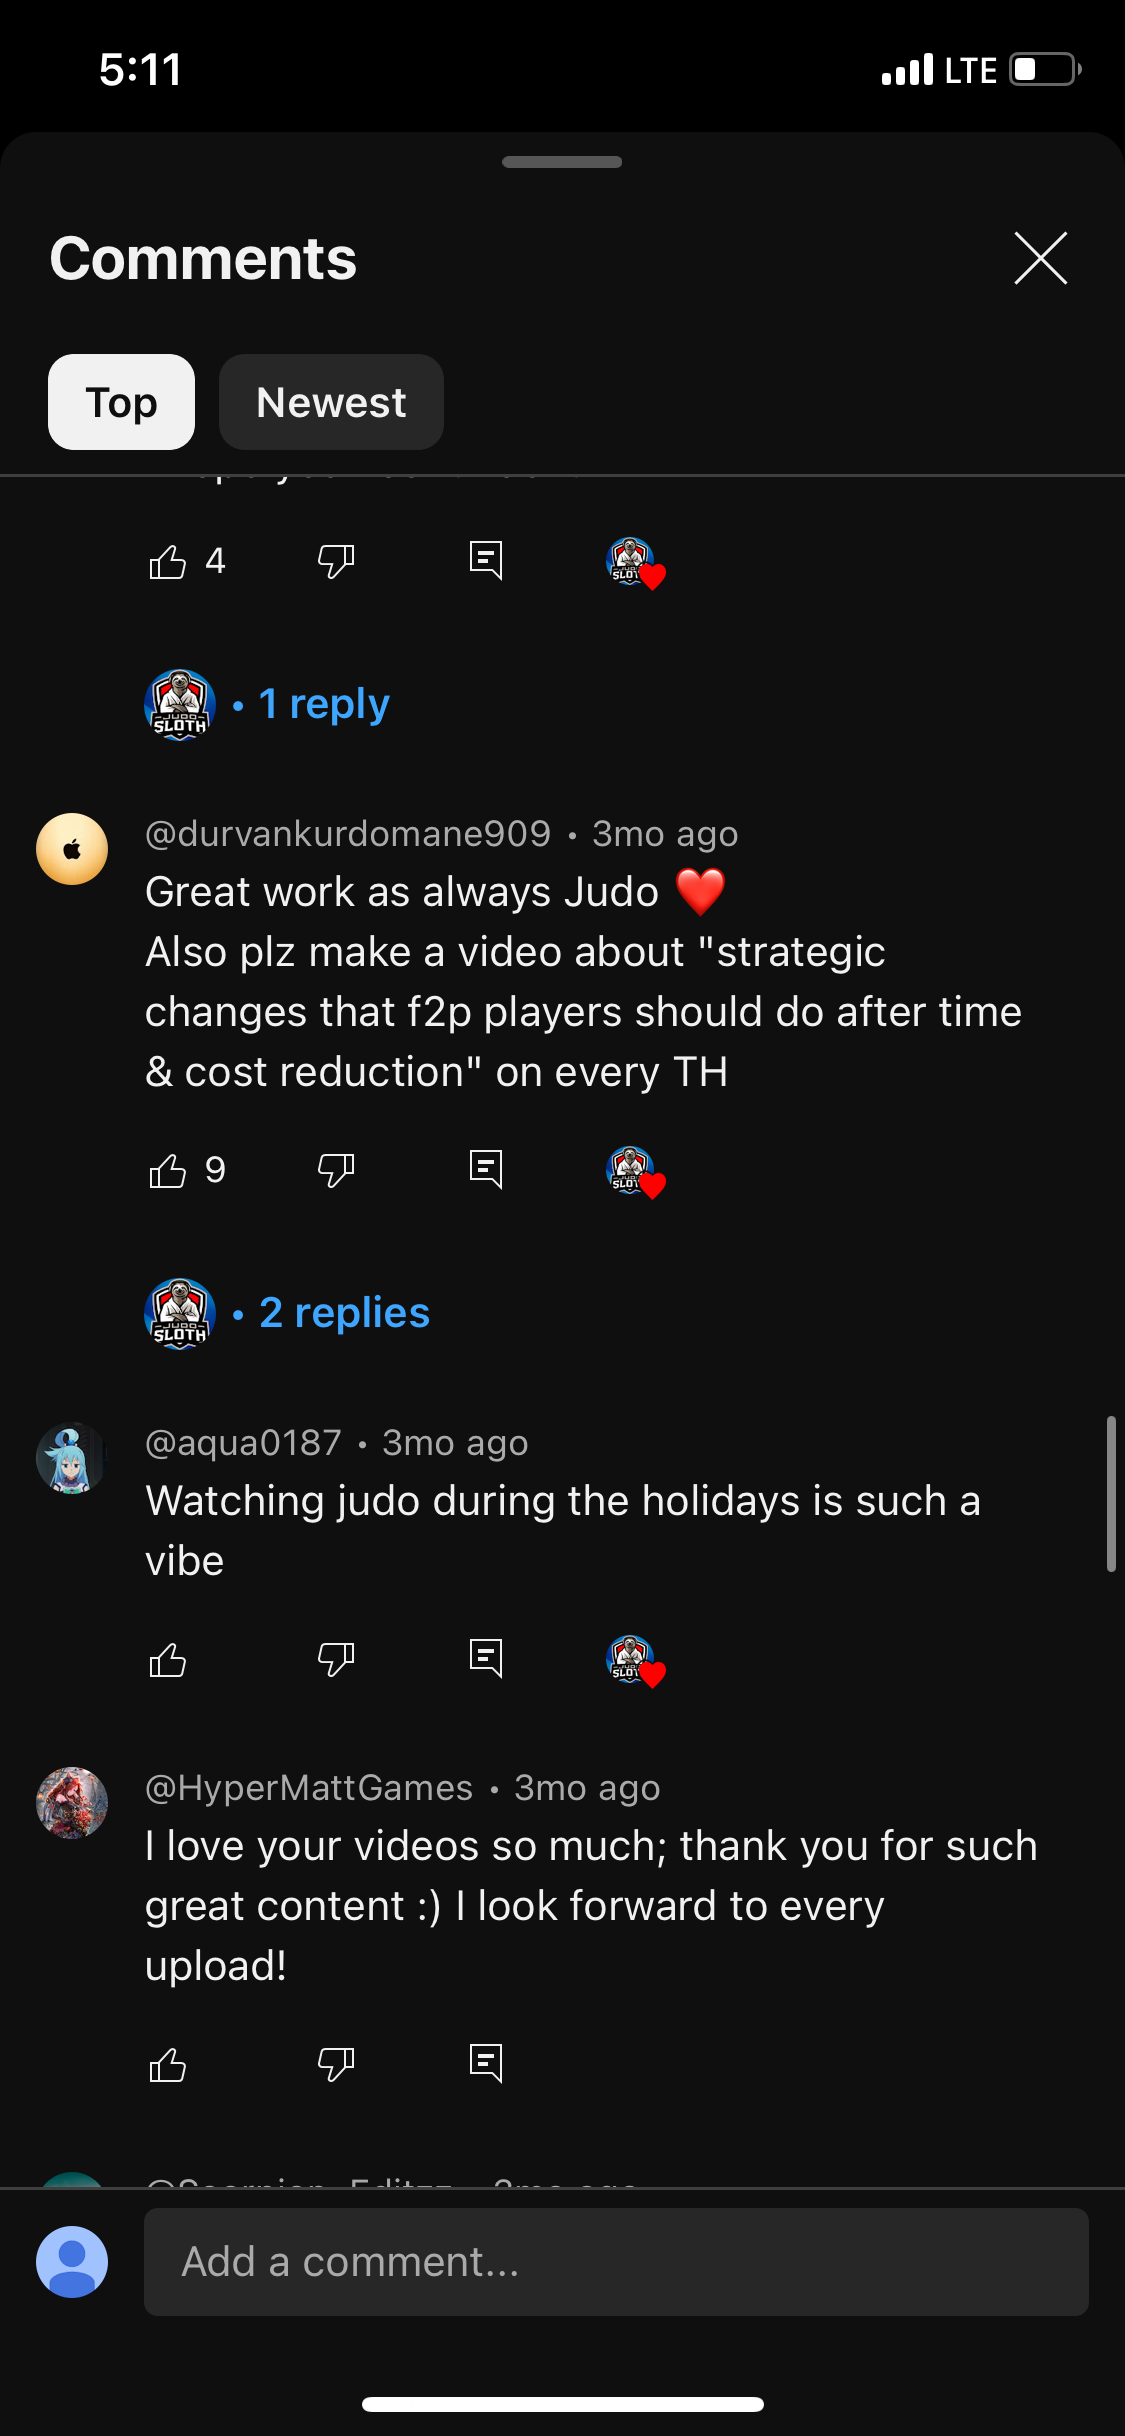 5:11
LTE
Comments
Top
Newest
4
JUDO
SLOTH
• 1 reply
@durvankurdomane909 • 3mo ago
Great work as always Judo ❤️
Also plz make a video about "strategic
changes that f2p players should do after time
& cost reduction" on every TH
9
JUDO
SLOTH
• 2 replies
@aqua0187 • 3mo ago
Watching judo during the holidays is such a
vibe
@HyperMattGames • 3mo ago
I love your videos so much; thank you for such
great content :) I look forward to every
upload!
Add a comment...